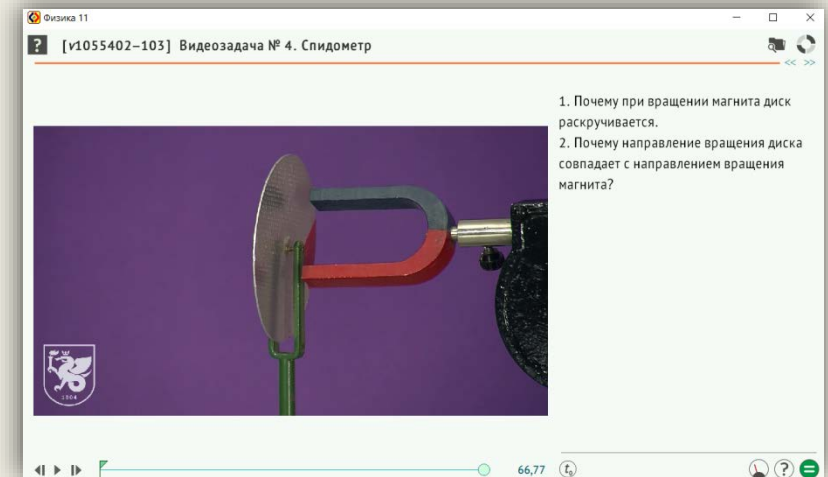 Физика 11
? [v1055402–103] Видеозадача № 4. Спидометр
<< >>
1. Почему при вращении магнита диск
раскручивается.
2. Почему направление вращения диска
совпадает с направлением вращения
магнита?
1804
66,77 t₀ ?